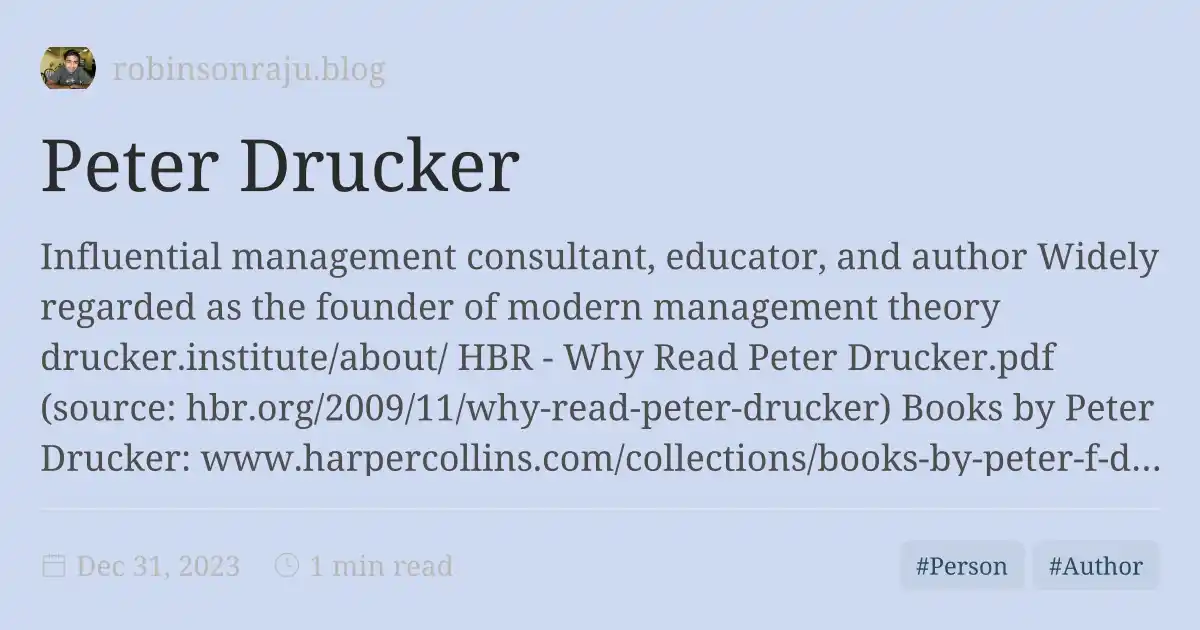 robinsonraju.blog
Peter Drucker
Influential management consultant, educator, and author Widely
regarded as the founder of modern management theory
drucker.institute/about/ HBR - Why Read Peter Drucker.pdf
(source: hbr.org/2009/11/why-read-peter-drucker) Books by Peter
Drucker: www.harpercollins.com/collections/books-by-peter-f-d...
Dec 31, 2023 1 min read #Person #Author